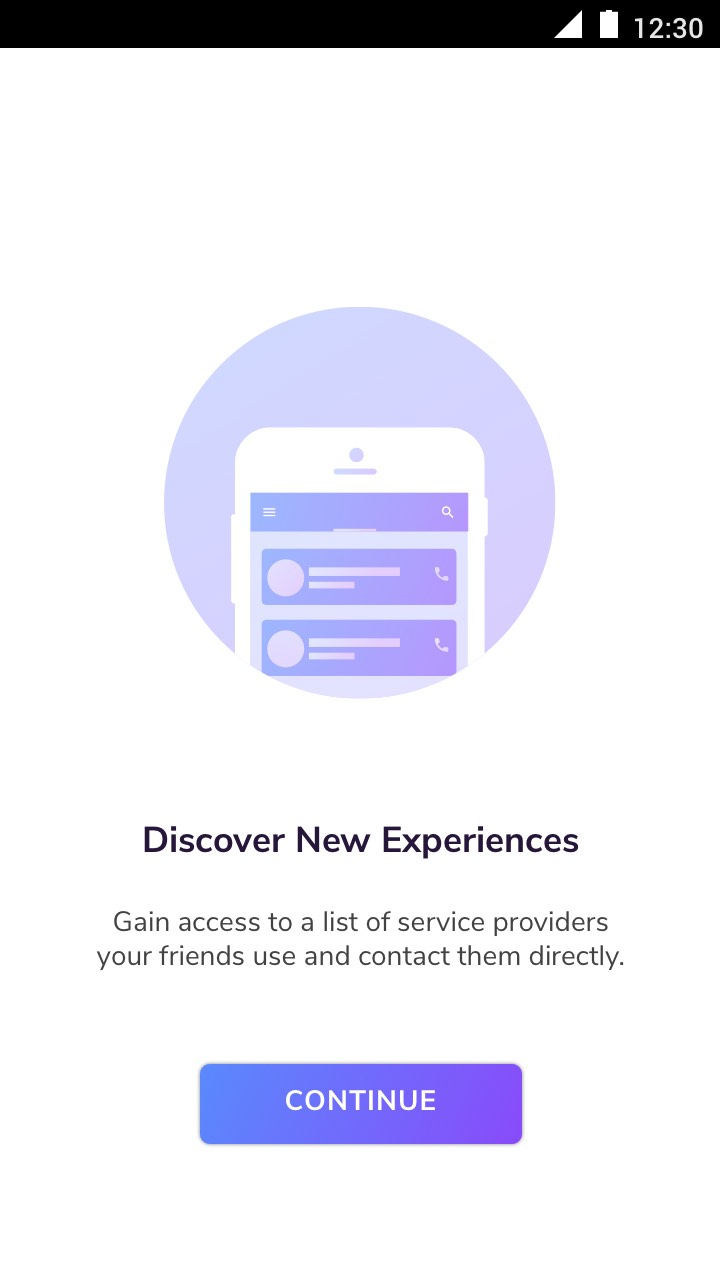 12:30
Discover New Experiences
Gain access to a list of service providers
your friends use and contact them directly.
CONTINUE